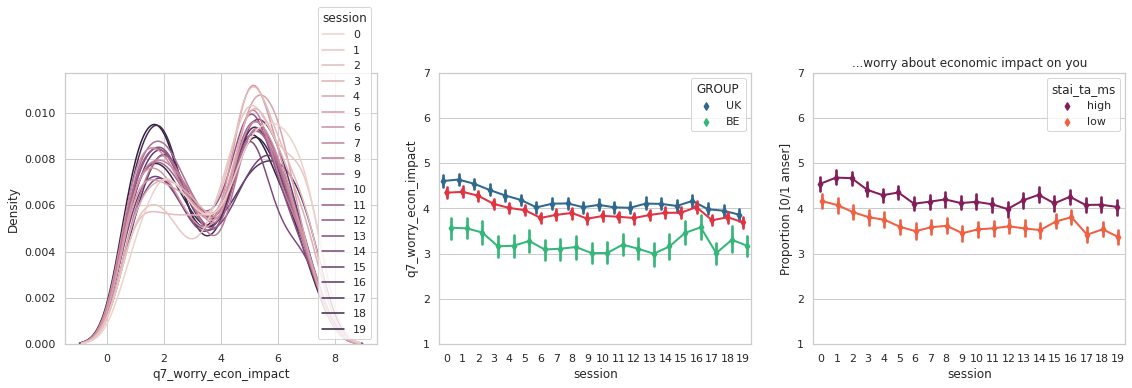 session
0
1
2
3
4
5
6
7
8
9
10
11
12
13
14
15
16
17
18
19
0.010
0.008
0.006
0.004
0.002
0.000
Density
0 2 4 6 8
q7_worry_econ_impact
GROUP
UK
BE
7
6
5
4
3
2
1
q7_worry_econ_impact
0 1 2 3 4 5 6 7 8 9 10 11 12 13 14 15 16 17 18 19
session
...worry about economic impact on you
stai_ta_ms
high
low
7
6
5
4
3
2
1
Proportion [0/1 anser]
0 1 2 3 4 5 6 7 8 9 10 11 12 13 14 15 16 17 18 19
session